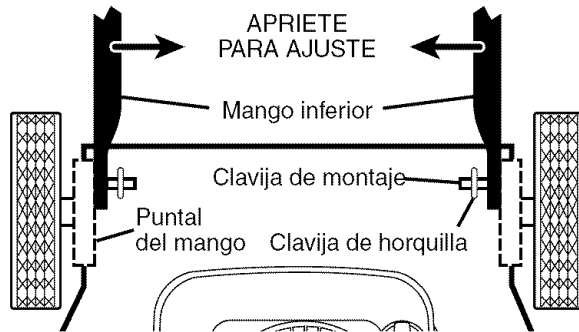 APRIETE
PARA AJUSTE
Mango inferior
Clavija de montaje
Puntal
del mango
Clavija de horquilla